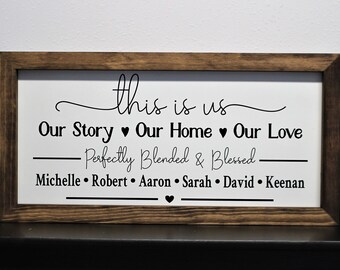 this is us
Our Story ♥ Our Home ♥ Our Love
Perfectly Blended & Blessed
Michelle • Robert • Aaron • Sarah • David • Keenan